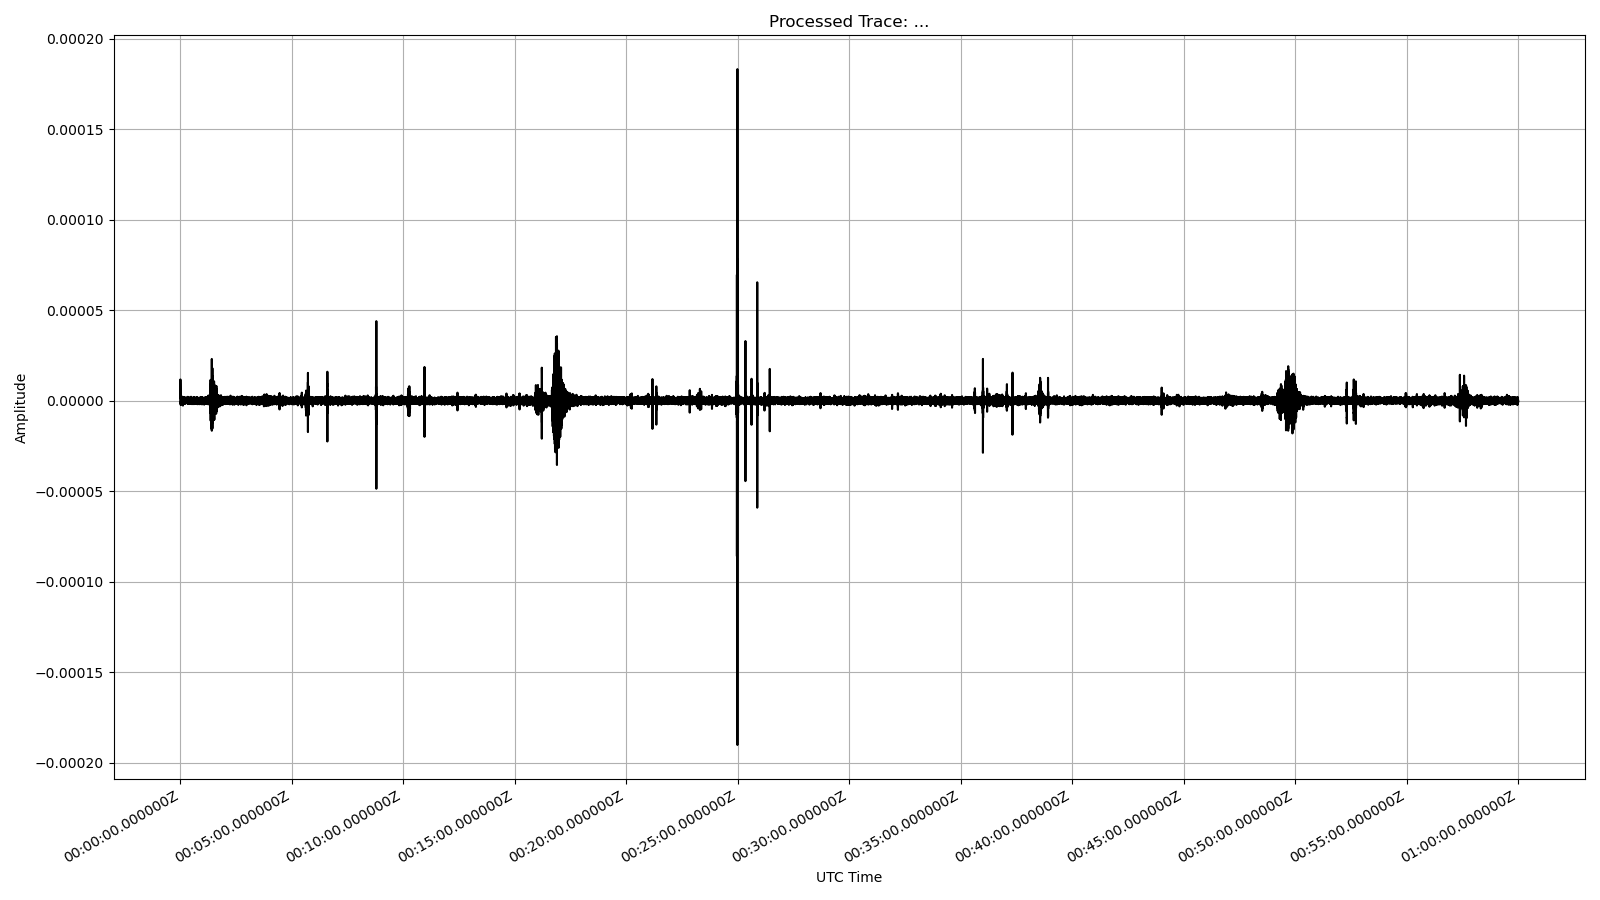 Processed Trace: ...
0.00020
0.00015
0.00010
0.00005
0.00000
−0.00005
−0.00010
−0.00015
−0.00020
Amplitude
00:00:00.000000Z
00:05:00.000000Z
00:10:00.000000Z
00:15:00.000000Z
00:20:00.000000Z
00:25:00.000000Z
00:30:00.000000Z
00:35:00.000000Z
00:40:00.000000Z
00:45:00.000000Z
00:50:00.000000Z
00:55:00.000000Z
01:00:00.000000Z
UTC Time